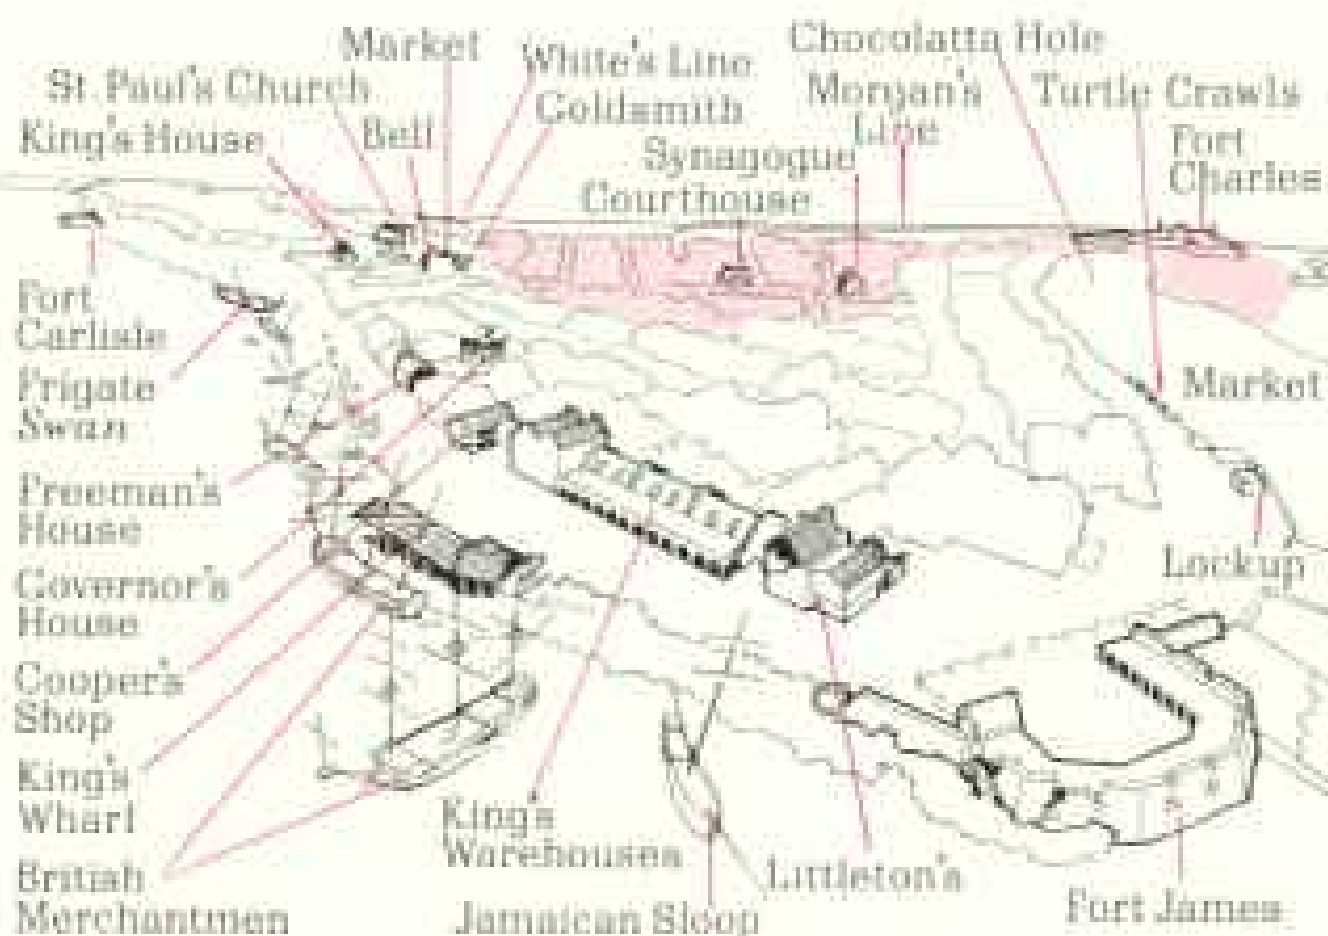 Market
White's Line
Chocolatta Hole
St. Paul's Church
Goldsmith
Morgan's
Line
Turtle Crawls
King's House
Bell
Synagogue
Courthouse
Fort
Charles
Fort
Carlisle
Frigate
Swan
Market
Freeman's
House
Governor's
House
Lockup
Cooper's
Shop
King's
Wharf
King's
Warehouses
British
Merchantmen
Littleton's
Jamaican Sloop
Fort James